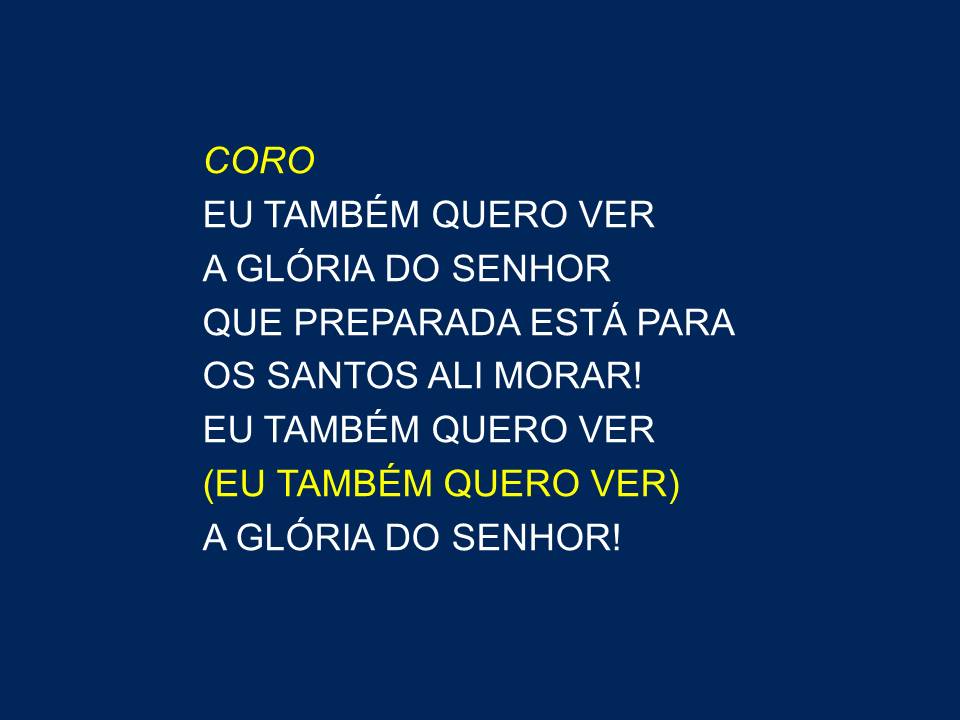 CORO
EU TAMBÉM QUERO VER
A GLÓRIA DO SENHOR
QUE PREPARADA ESTÁ PARA
OS SANTOS ALI MORAR!
EU TAMBÉM QUERO VER
(EU TAMBÉM QUERO VER)
A GLÓRIA DO SENHOR!